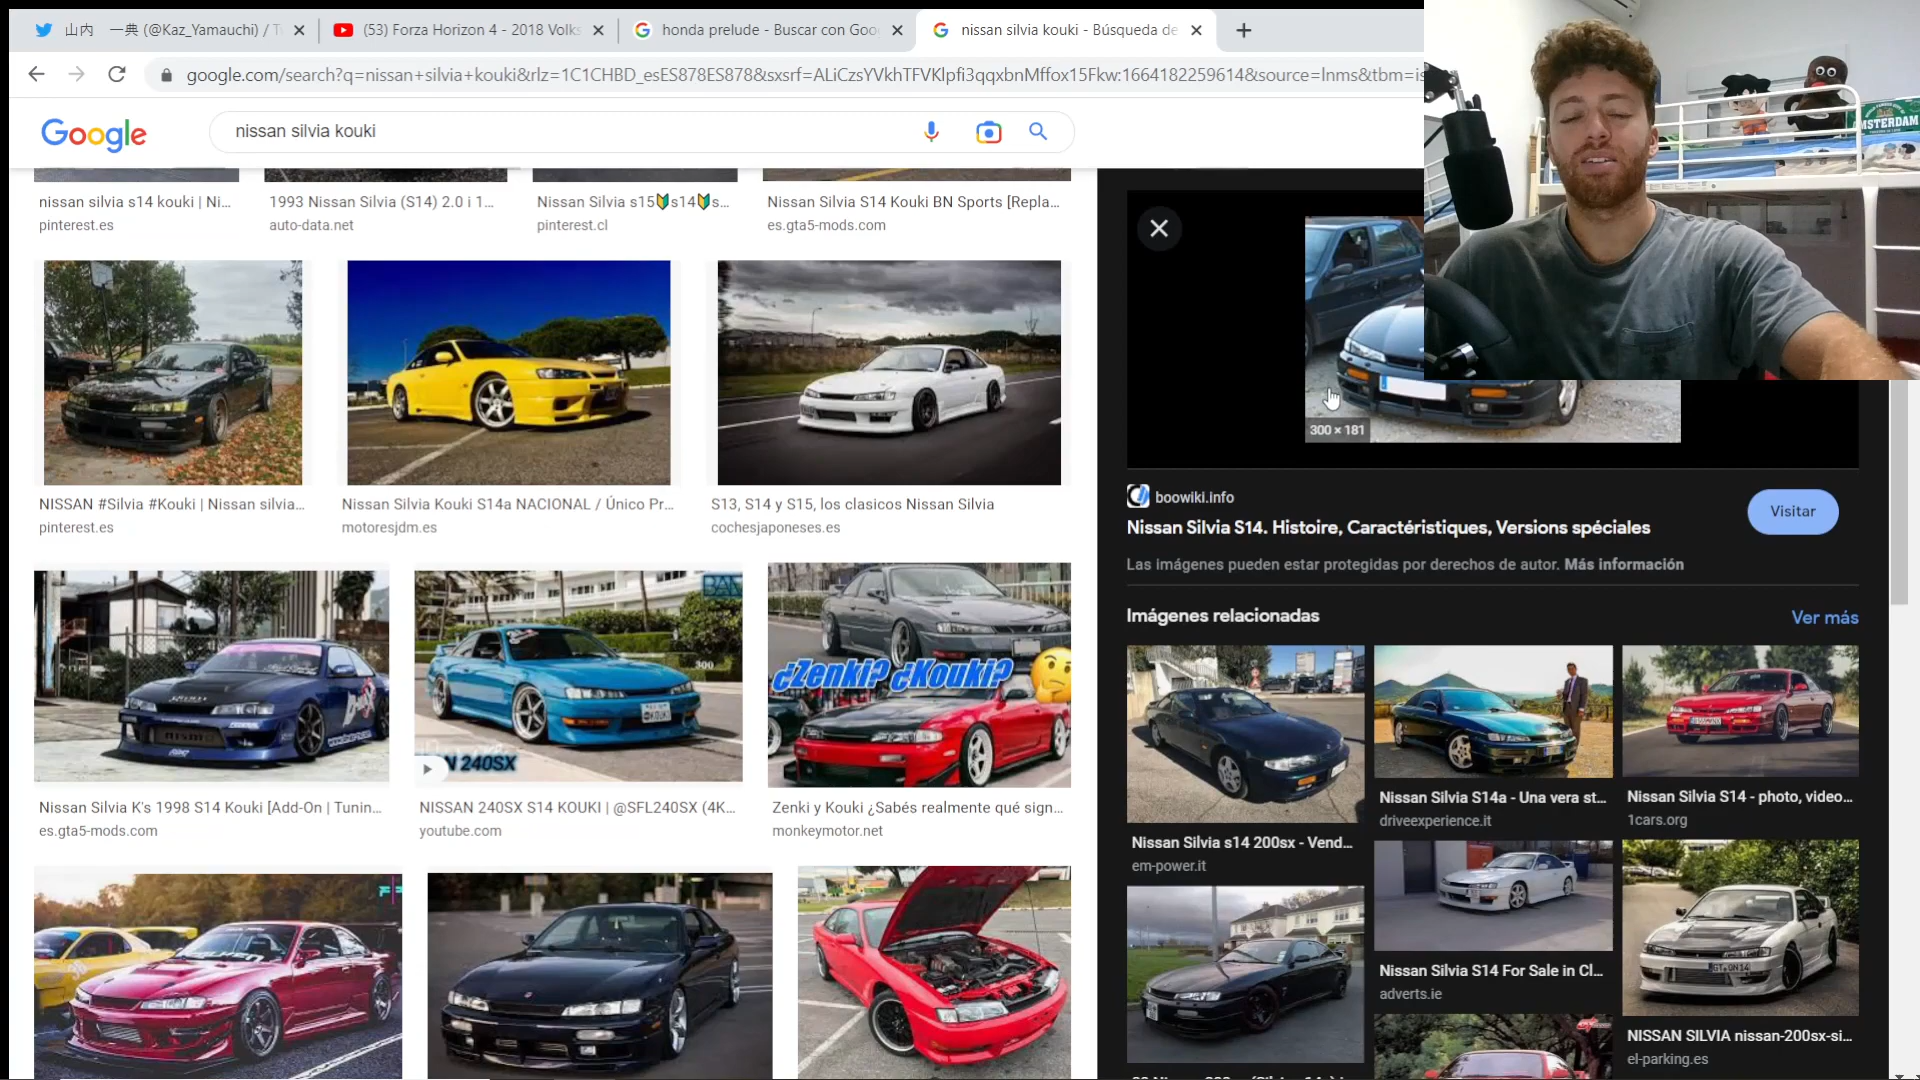 山内 一典 (@Kaz_Yamauchi) / T
(53) Forza Horizon 4 - 2018 Volks
honda prelude - Buscar con Goo
nissan silvia kouki - Búsqueda de
google.com/search?q=nissan+silvia+kouki&rlz=1C1CHBD_esES878ES878&sxsrf=ALiCzsYVkhTFVKlpfi3qqxbnMffox15Fkw:1664182259614&source=lnms&tbm=is
Google
nissan silvia kouki
AMSTERDAM
nissan silvia s14 kouki | Ni...
pinterest.es
1993 Nissan Silvia (S14) 2.0 i 1...
auto-data.net
Nissan Silvia s15🔰s14🔰s...
pinterest.cl
Nissan Silvia S14 Kouki BN Sports [Repla...
es.gta5-mods.com
NISSAN #Silvia #Kouki | Nissan silvia...
pinterest.es
Nissan Silvia Kouki S14a NACIONAL / Único Pr...
motoresjdm.es
S13, S14 y S15, los clasicos Nissan Silvia
cochesjaponeses.es
300 × 181
boowiki.info
Nissan Silvia S14. Histoire, Caractéristiques, Versions spéciales
Visitar
Las imágenes pueden estar protegidas por derechos de autor. Más información
Imágenes relacionadas
Ver más
300
KOUKI
N 240SX
¿Zenki? ¿Kouki?
Nissan Silvia K's 1998 S14 Kouki [Add-On | Tunin...
es.gta5-mods.com
NISSAN 240SX S14 KOUKI | @SFL240SX (4K...
youtube.com
Zenki y Kouki ¿Sabés realmente qué sign...
monkeymotor.net
Nissan Silvia s14 200sx - Vend...
em-power.it
Nissan Silvia S14a - Una vera st...
driveexperience.it
Nissan Silvia S14 - photo, video...
1cars.org
Nissan Silvia S14 For Sale in Cl...
adverts.ie
NISSAN SILVIA nissan-200sx-si...
el-parking.es